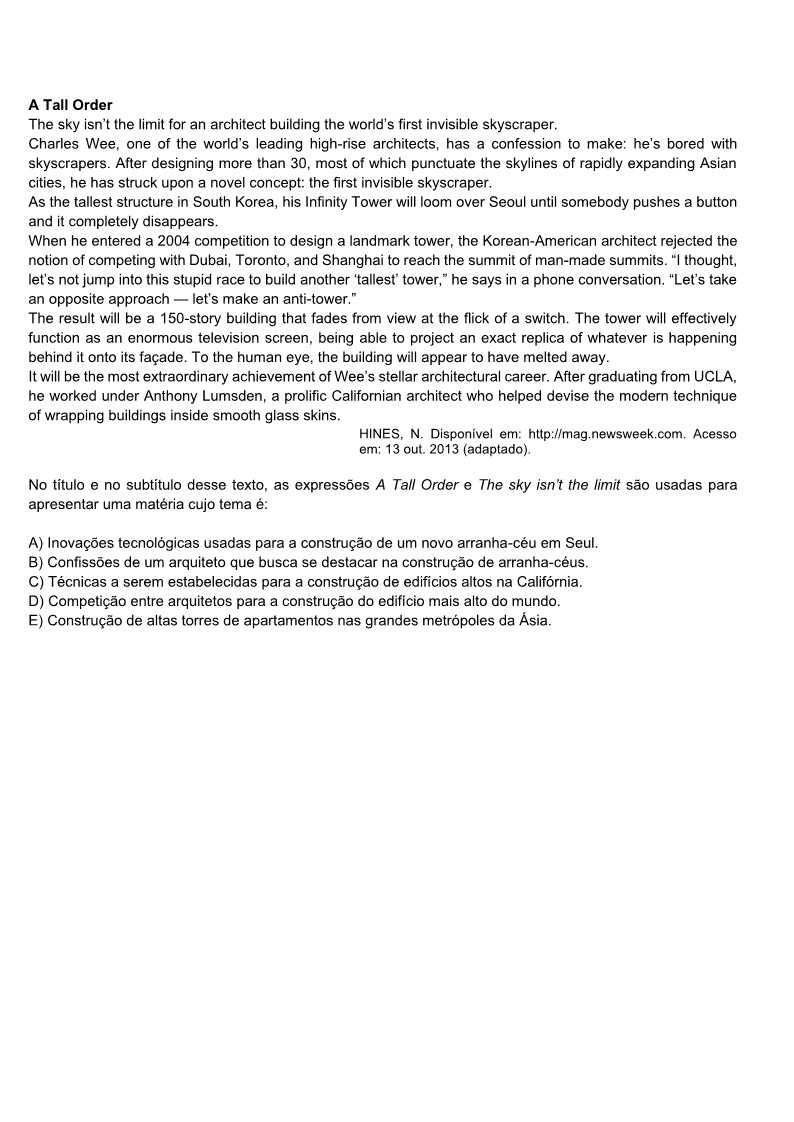 A Tall Order
The sky isn’t the limit for an architect building the world’s first invisible skyscraper.
Charles Wee, one of the world’s leading high-rise architects, has a confession to make: he’s bored with
skyscrapers. After designing more than 30, most of which punctuate the skylines of rapidly expanding Asian
cities, he has struck upon a novel concept: the first invisible skyscraper.
As the tallest structure in South Korea, his Infinity Tower will loom over Seoul until somebody pushes a button
and it completely disappears.
When he entered a 2004 competition to design a landmark tower, the Korean-American architect rejected the
notion of competing with Dubai, Toronto, and Shanghai to reach the summit of man-made summits. “I thought,
let’s not jump into this stupid race to build another ‘tallest’ tower,” he says in a phone conversation. “Let’s take
an opposite approach — let’s make an anti-tower.”
The result will be a 150-story building that fades from view at the flick of a switch. The tower will effectively
function as an enormous television screen, being able to project an exact replica of whatever is happening
behind it onto its façade. To the human eye, the building will appear to have melted away.
It will be the most extraordinary achievement of Wee’s stellar architectural career. After graduating from UCLA,
he worked under Anthony Lumsden, a prolific Californian architect who helped devise the modern technique
of wrapping buildings inside smooth glass skins.
HINES, N. Disponível em: http://mag.newsweek.com. Acesso
em: 13 out. 2013 (adaptado).
No título e no subtítulo desse texto, as expressões A Tall Order e The sky isn’t the limit são usadas para
apresentar uma matéria cujo tema é:
A) Inovações tecnológicas usadas para a construção de um novo arranha-céu em Seul.
B) Confissões de um arquiteto que busca se destacar na construção de arranha-céus.
C) Técnicas a serem estabelecidas para a construção de edifícios altos na Califórnia.
D) Competição entre arquitetos para a construção do edifício mais alto do mundo.
E) Construção de altas torres de apartamentos nas grandes metrópoles da Ásia.